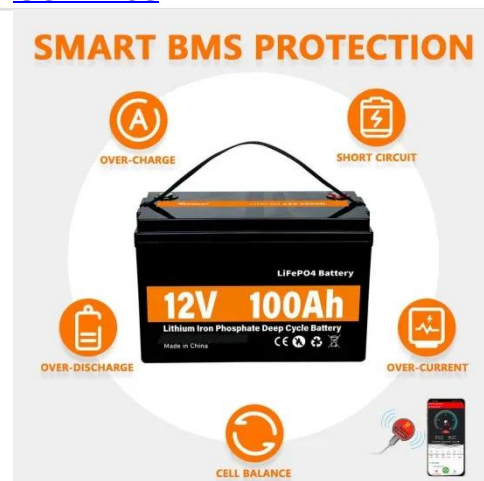 SMART BMS PROTECTION
OVER-CHARGE
SHORT CIRCUIT
LiFePO4 Battery
12V 100Ah
Lithium Iron Phosphate Deep Cycle Battery
Made in China
CE
OVER-DISCHARGE
OVER-CURRENT
CELL BALANCE